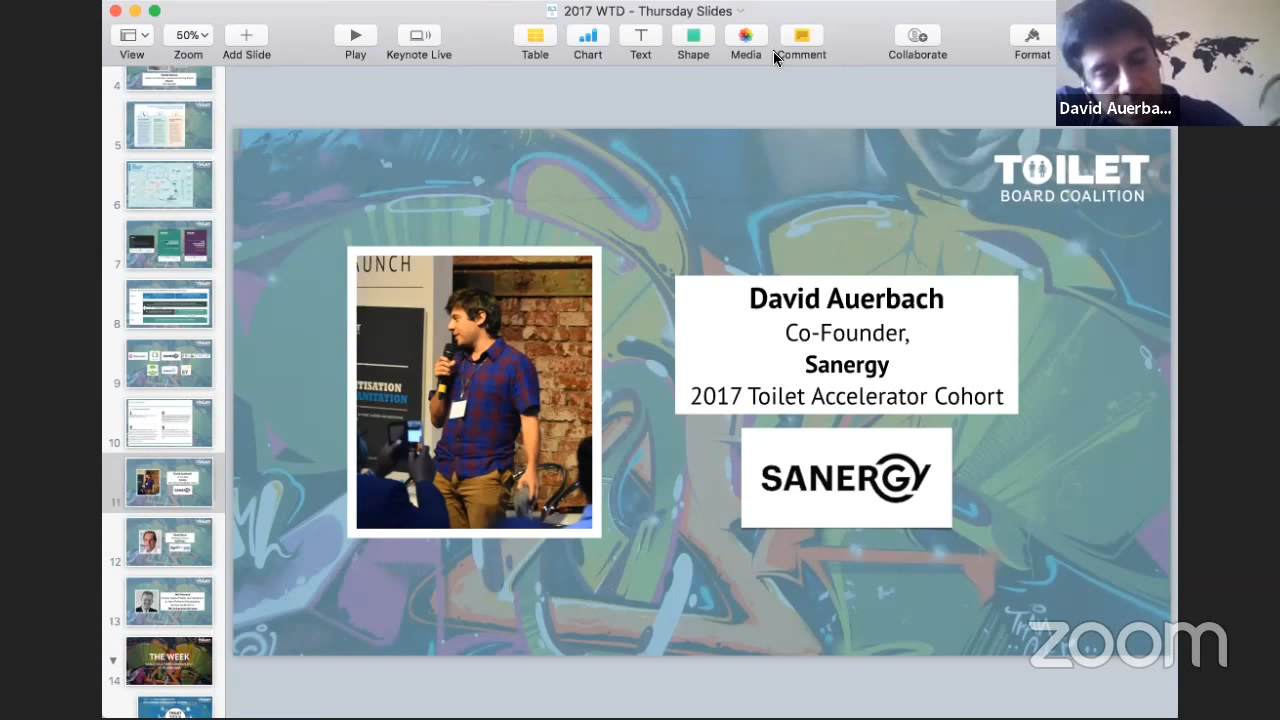 2017 WTD - Thursday Slides
50%
View
Zoom
Add Slide
Play
Keynote Live
Table
Chart
Text
Shape
Media
Comment
Collaborate
Format
David Auerba...
4
5
6
7
8
9
10
11
12
13
14
THE WEEK
TOILET
BOARD COALITION
AUNCH
TISATION
ANITATION
David Auerbach
Co-Founder,
Sanergy
2017 Toilet Accelerator Cohort
SANERGY
zoom